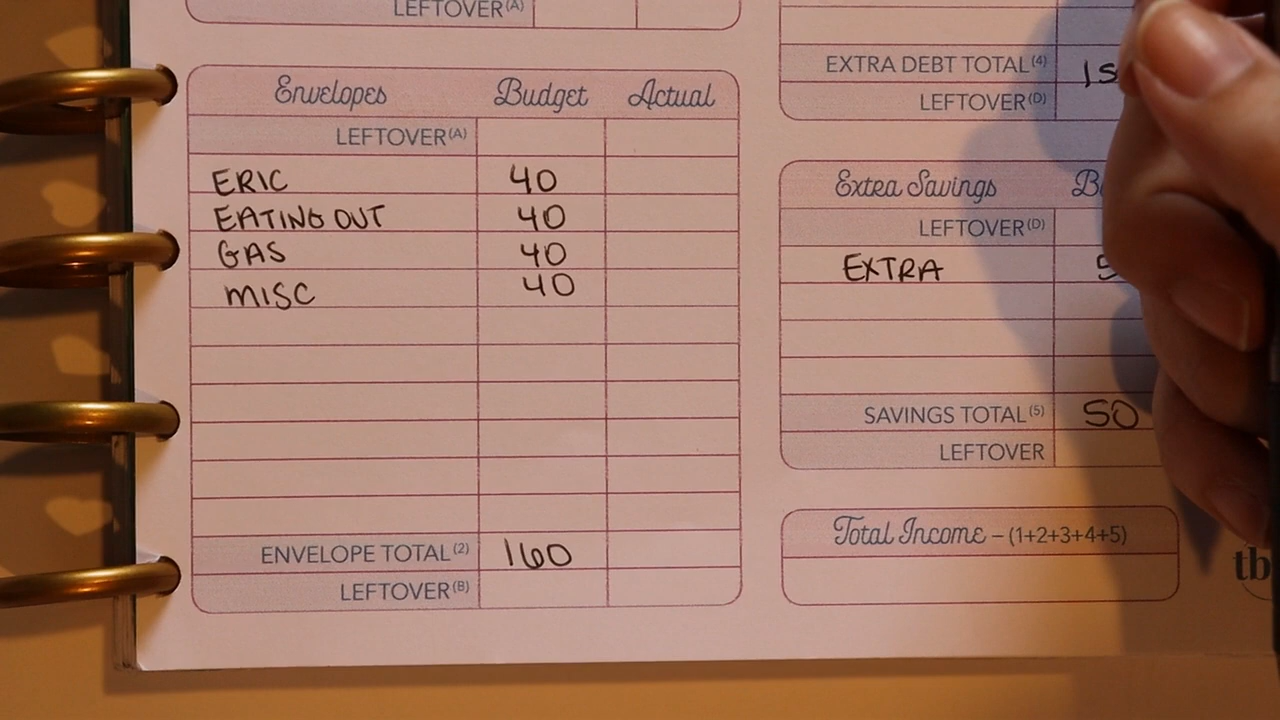 LEFTOVER(A)
Envelopes Budget Actual
LEFTOVER(A)
ERIC 40
EATING OUT 40
GAS 40
MISC 40
ENVELOPE TOTAL(2) 160
LEFTOVER(B)
EXTRA DEBT TOTAL(4)
LEFTOVER(D)
Extra Savings
LEFTOVER(D)
EXTRA
SAVINGS TOTAL(5) 50
LEFTOVER
Total Income – (1+2+3+4+5)
tb